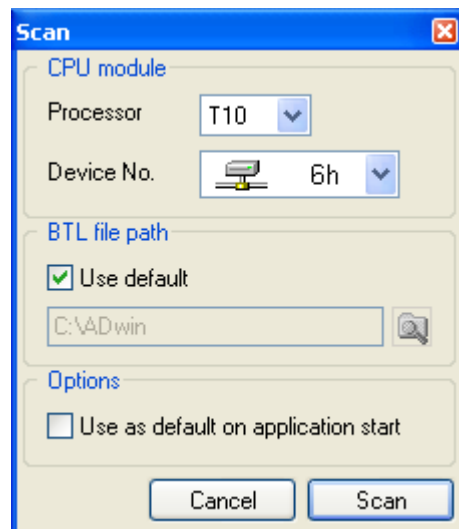 Scan
CPU module
Processor T10
Device No. 6h
BTL file path
Use default
C:\ADwin
Options
Use as default on application start
Cancel Scan